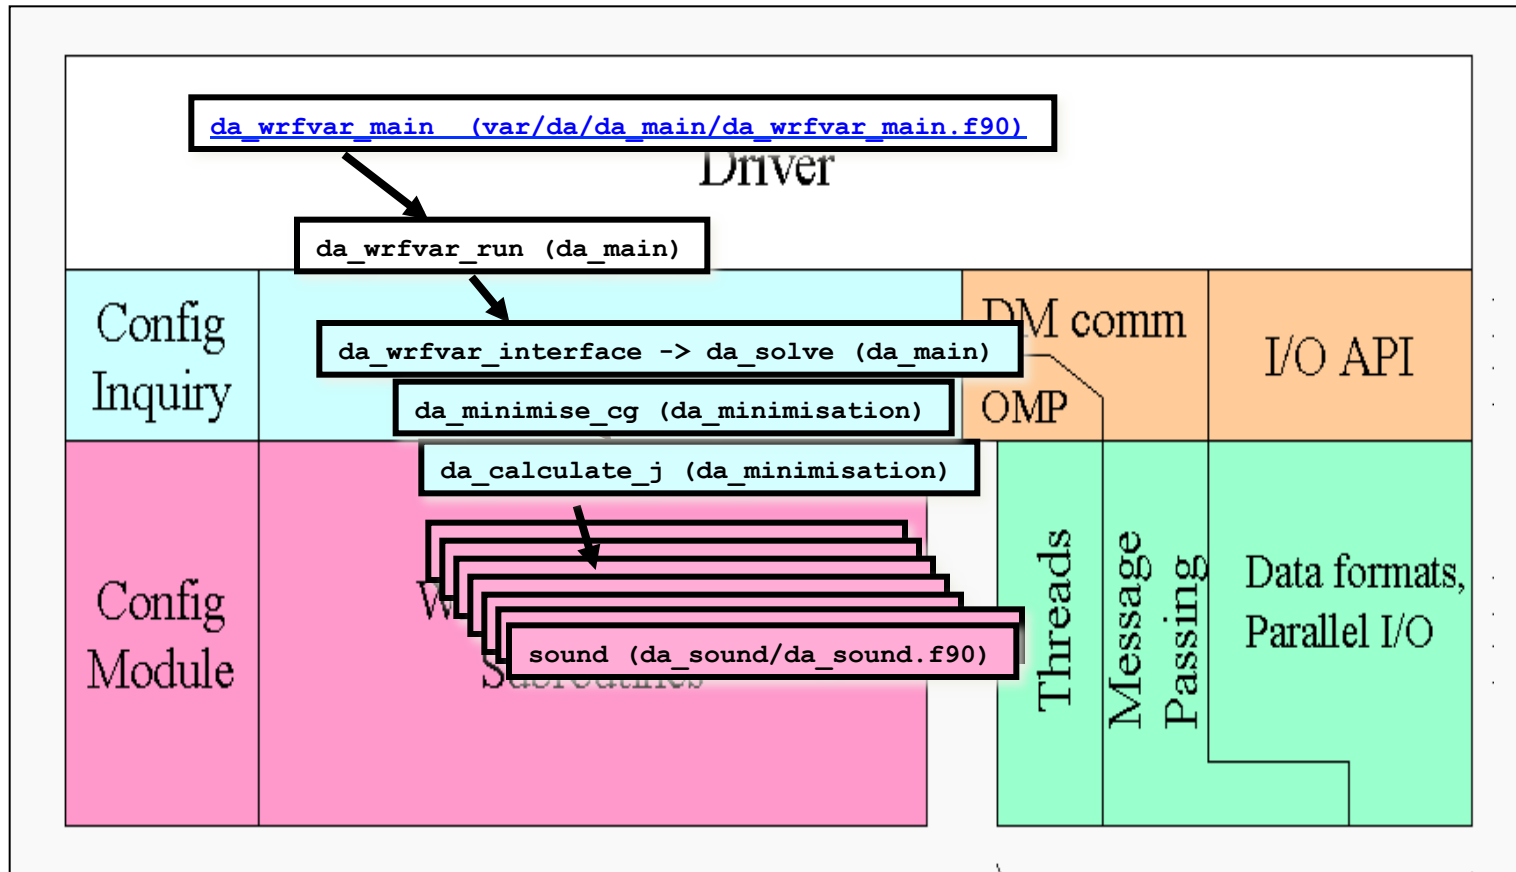 da_wrfvar_main (var/da/da_main/da_wrfvar_main.f90)
Driver
da_wrfvar_run (da_main)
Config
Inquiry
DM comm
OMP
I/O API
da_wrfvar_interface -> da_solve (da_main)
da_minimise_cg (da_minimisation)
da_calculate_j (da_minimisation)
Config
Module
sound (da_sound/da_sound.f90)
Subroutines
Threads
Message
Passing
Data formats,
Parallel I/O